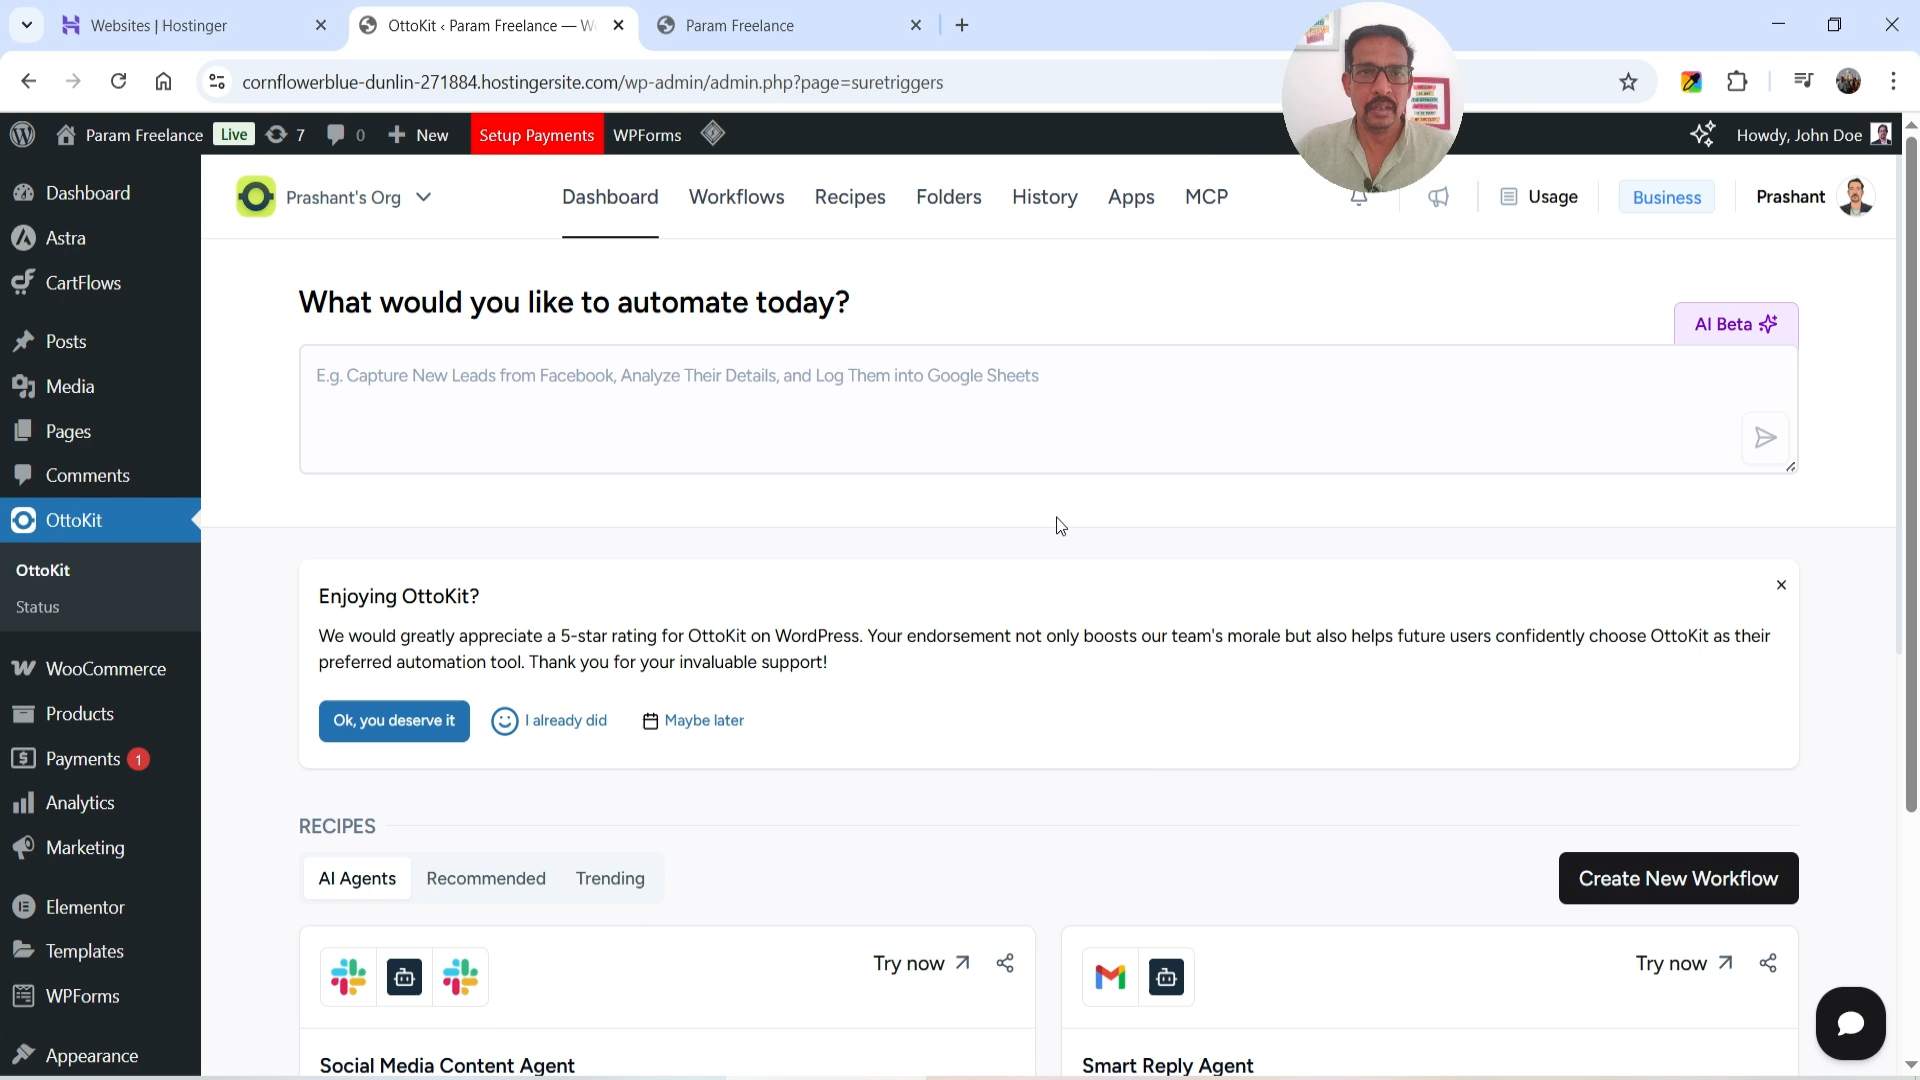 Websites | Hostinger
OttoKit ‹ Param Freelance — W
Param Freelance
cornflowerblue-dunlin-271884.hostingersite.com/wp-admin/admin.php?page=suretriggers
Param Freelance Live 7 0 New Setup Payments WPForms Howdy, John Doe
Dashboard
Astra
CartFlows
Posts
Media
Pages
Comments
OttoKit
OttoKit
Status
WooCommerce
Products
Payments 1
Analytics
Marketing
Elementor
Templates
WPForms
Appearance
Prashant's Org Dashboard Workflows Recipes Folders History Apps MCP Usage Business Prashant
What would you like to automate today?
AI Beta
E.g. Capture New Leads from Facebook, Analyze Their Details, and Log Them into Google Sheets
Enjoying OttoKit?
We would greatly appreciate a 5-star rating for OttoKit on WordPress. Your endorsement not only boosts our team's morale but also helps future users confidently choose OttoKit as their
preferred automation tool. Thank you for your invaluable support!
Ok, you deserve it I already did Maybe later
RECIPES
AI Agents Recommended Trending Create New Workflow
Try now Try now
Social Media Content Agent Smart Reply Agent